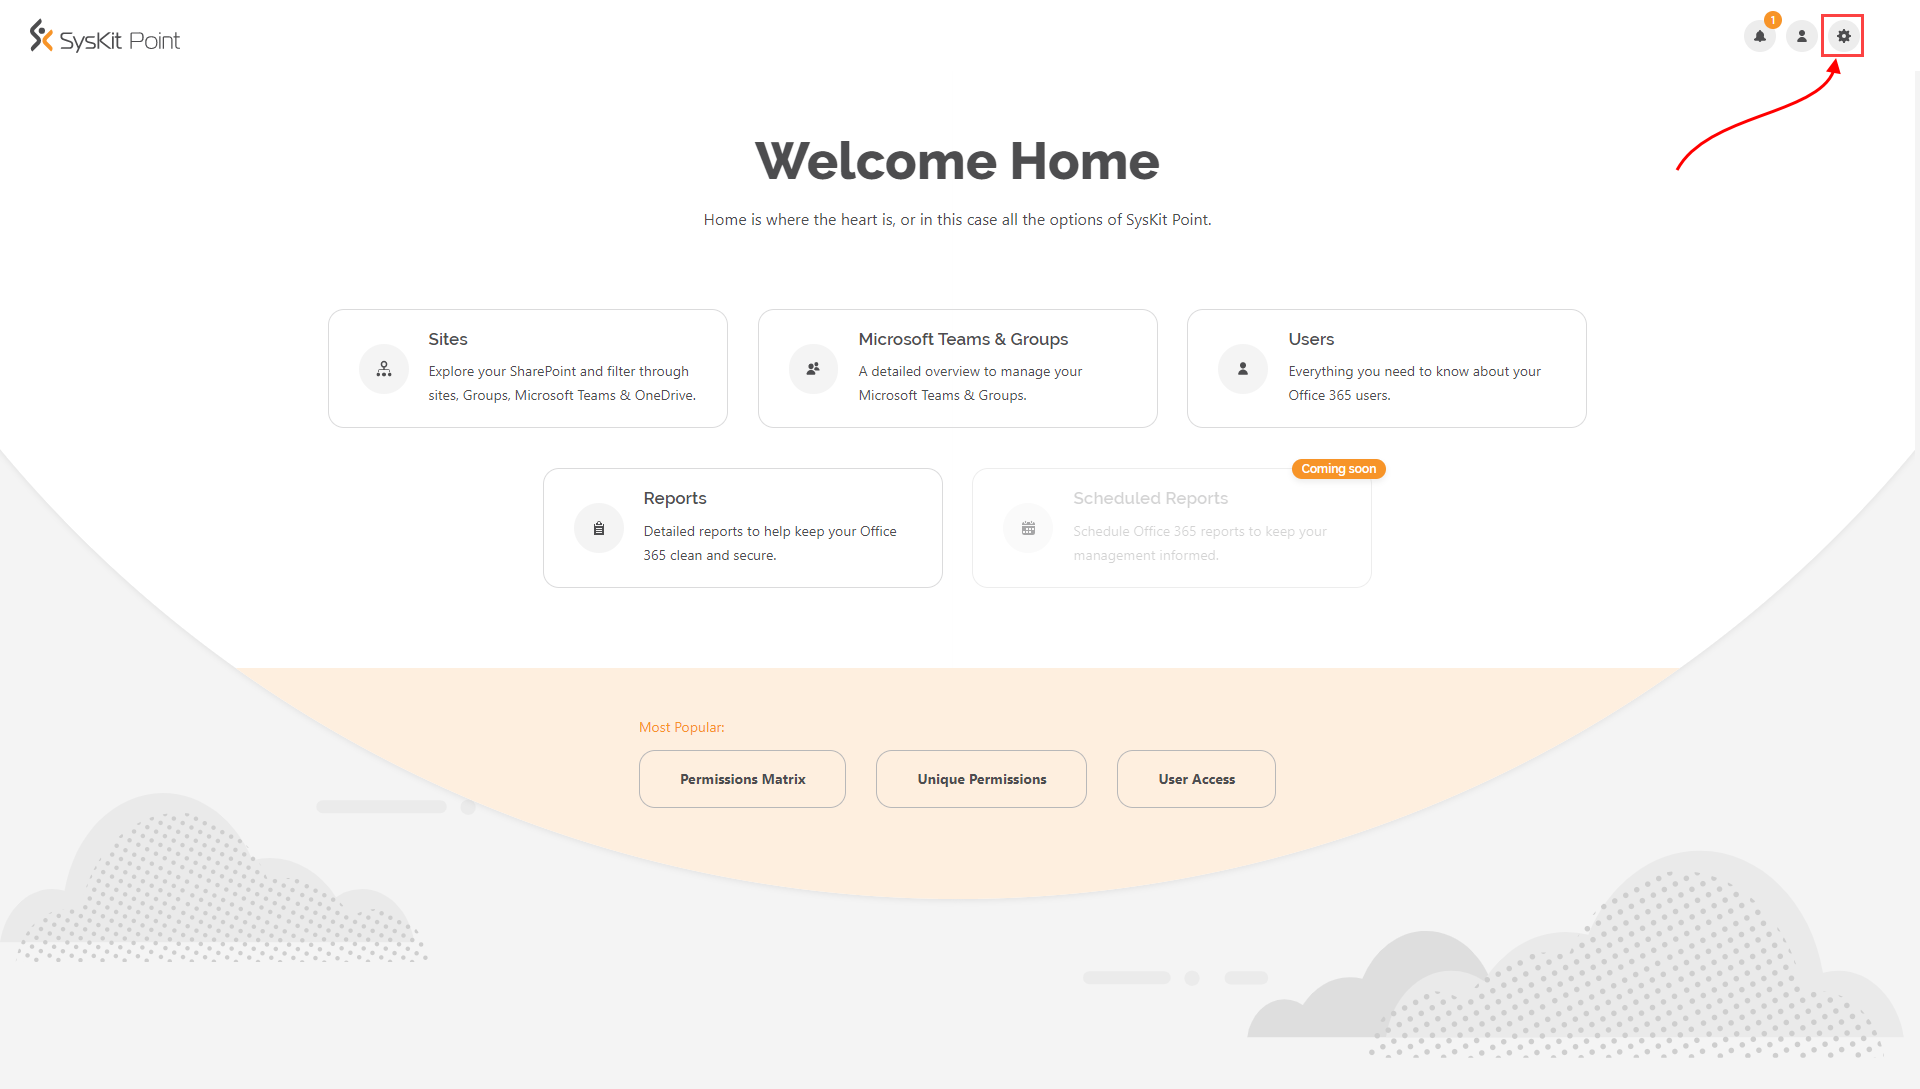 SysKit Point
1
Welcome Home
Home is where the heart is, or in this case all the options of SysKit Point.
Sites
Explore your SharePoint and filter through
sites, Groups, Microsoft Teams & OneDrive.
Microsoft Teams & Groups
A detailed overview to manage your
Microsoft Teams & Groups.
Users
Everything you need to know about your
Office 365 users.
Reports
Detailed reports to help keep your Office
365 clean and secure.
Coming soon
Scheduled Reports
Schedule Office 365 reports to keep your
management informed.
Most Popular:
Permissions Matrix
Unique Permissions
User Access